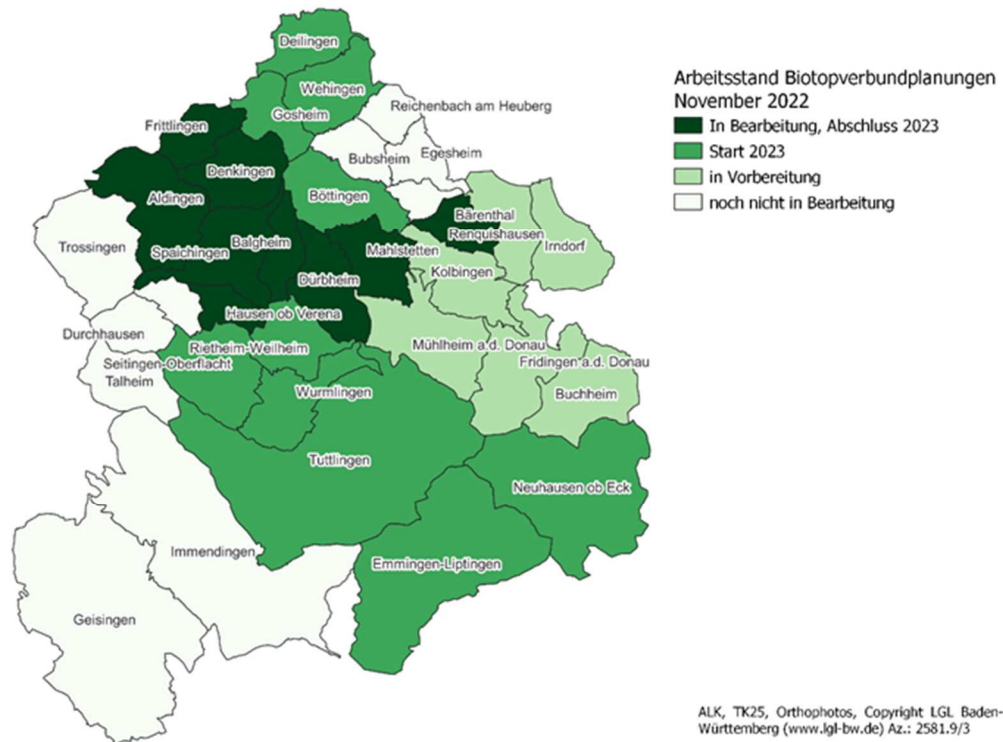 Deilingen
Wehingen
Gosheim
Reichenbach am Heuberg
Frittlingen
Bubsheim
Egesheim
Denkingen
Aldingen
Böttingen
Bärenthal
Renquishausen
Irndorf
Trossingen
Spaichingen
Balgheim
Mahlstetten
Kolbingen
Dürbheim
Hausen ob Verena
Durchhausen
Rietheim-Weilheim
Mühlheim a.d. Donau
Seitingen-Oberflacht
Fridingen a.d. Donau
Talheim
Wurmlingen
Buchheim
Tuttlingen
Neuhausen ob Eck
Immendingen
Emmingen-Liptingen
Geisingen
Arbeitsstand Biotopverbundplanungen
November 2022
In Bearbeitung, Abschluss 2023
Start 2023
in Vorbereitung
noch nicht in Bearbeitung
ALK, TK25, Orthophotos, Copyright LGL Baden-
Württemberg (www.lgl-bw.de) Az.: 2581.9/3